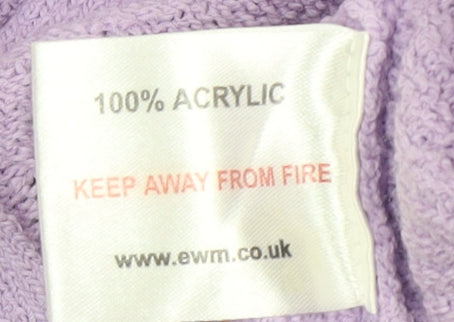 100% ACRYLIC
KEEP AWAY FROM FIRE
www.ewm.co.uk